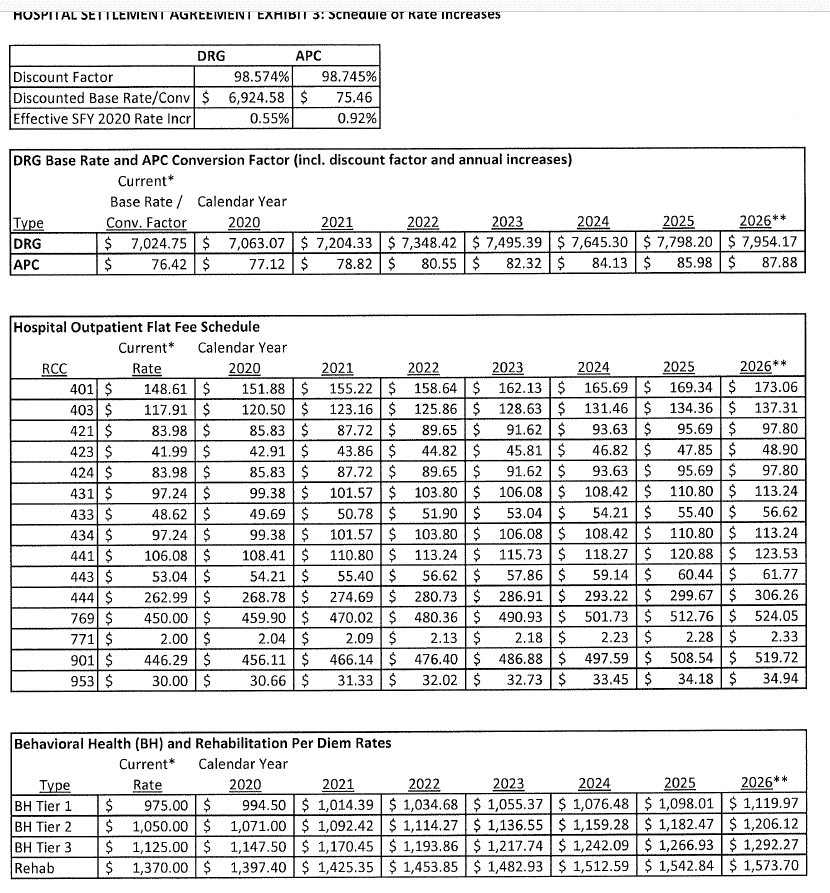 HOSPITAL SETTLEMENT AGREEMENT EXHIBIT 3: Schedule of Rate Increases
DRG APC
Discount Factor 98.574% 98.745%
Discounted Base Rate/Conv $ 6,924.58 $ 75.46
Effective SFY 2020 Rate Incr 0.55% 0.92%
DRG Base Rate and APC Conversion Factor (incl. discount factor and annual increases)
Current*
Base Rate / Calendar Year
Type Conv. Factor 2020 2021 2022 2023 2024 2025 2026**
DRG $ 7,024.75 $ 7,063.07 $ 7,204.33 $ 7,348.42 $ 7,495.39 $ 7,645.30 $ 7,798.20 $ 7,954.17
APC $ 76.42 $ 77.12 $ 78.82 $ 80.55 $ 82.32 $ 84.13 $ 85.98 $ 87.88
Hospital Outpatient Flat Fee Schedule
Current* Calendar Year
RCC Rate 2020 2021 2022 2023 2024 2025 2026**
401 $ 148.61 $ 151.88 $ 155.22 $ 158.64 $ 162.13 $ 165.69 $ 169.34 $ 173.06
403 $ 117.91 $ 120.50 $ 123.16 $ 125.86 $ 128.63 $ 131.46 $ 134.36 $ 137.31
421 $ 83.98 $ 85.83 $ 87.72 $ 89.65 $ 91.62 $ 93.63 $ 95.69 $ 97.80
423 $ 41.99 $ 42.91 $ 43.86 $ 44.82 $ 45.81 $ 46.82 $ 47.85 $ 48.90
424 $ 83.98 $ 85.83 $ 87.72 $ 89.65 $ 91.62 $ 93.63 $ 95.69 $ 97.80
431 $ 97.24 $ 99.38 $ 101.57 $ 103.80 $ 106.08 $ 108.42 $ 110.80 $ 113.24
433 $ 48.62 $ 49.69 $ 50.78 $ 51.90 $ 53.04 $ 54.21 $ 55.40 $ 56.62
434 $ 97.24 $ 99.38 $ 101.57 $ 103.80 $ 106.08 $ 108.42 $ 110.80 $ 113.24
441 $ 106.08 $ 108.41 $ 110.80 $ 113.24 $ 115.73 $ 118.27 $ 120.88 $ 123.53
443 $ 53.04 $ 54.21 $ 55.40 $ 56.62 $ 57.86 $ 59.14 $ 60.44 $ 61.77
444 $ 262.99 $ 268.78 $ 274.69 $ 280.73 $ 286.91 $ 293.22 $ 299.67 $ 306.26
769 $ 450.00 $ 459.90 $ 470.02 $ 480.36 $ 490.93 $ 501.73 $ 512.76 $ 524.05
771 $ 2.00 $ 2.04 $ 2.09 $ 2.13 $ 2.18 $ 2.23 $ 2.28 $ 2.33
901 $ 446.29 $ 456.11 $ 466.14 $ 476.40 $ 486.88 $ 497.59 $ 508.54 $ 519.72
953 $ 30.00 $ 30.66 $ 31.33 $ 32.02 $ 32.73 $ 33.45 $ 34.18 $ 34.94
Behavioral Health (BH) and Rehabilitation Per Diem Rates
Current* Calendar Year
Type Rate 2020 2021 2022 2023 2024 2025 2026**
BH Tier 1 $ 975.00 $ 994.50 $ 1,014.39 $ 1,034.68 $ 1,055.37 $ 1,076.48 $ 1,098.01 $ 1,119.97
BH Tier 2 $ 1,050.00 $ 1,071.00 $ 1,092.42 $ 1,114.27 $ 1,136.55 $ 1,159.28 $ 1,182.47 $ 1,206.12
BH Tier 3 $ 1,125.00 $ 1,147.50 $ 1,170.45 $ 1,193.86 $ 1,217.74 $ 1,242.09 $ 1,266.93 $ 1,292.27
Rehab $ 1,370.00 $ 1,397.40 $ 1,425.35 $ 1,453.85 $ 1,482.93 $ 1,512.59 $ 1,542.84 $ 1,573.70